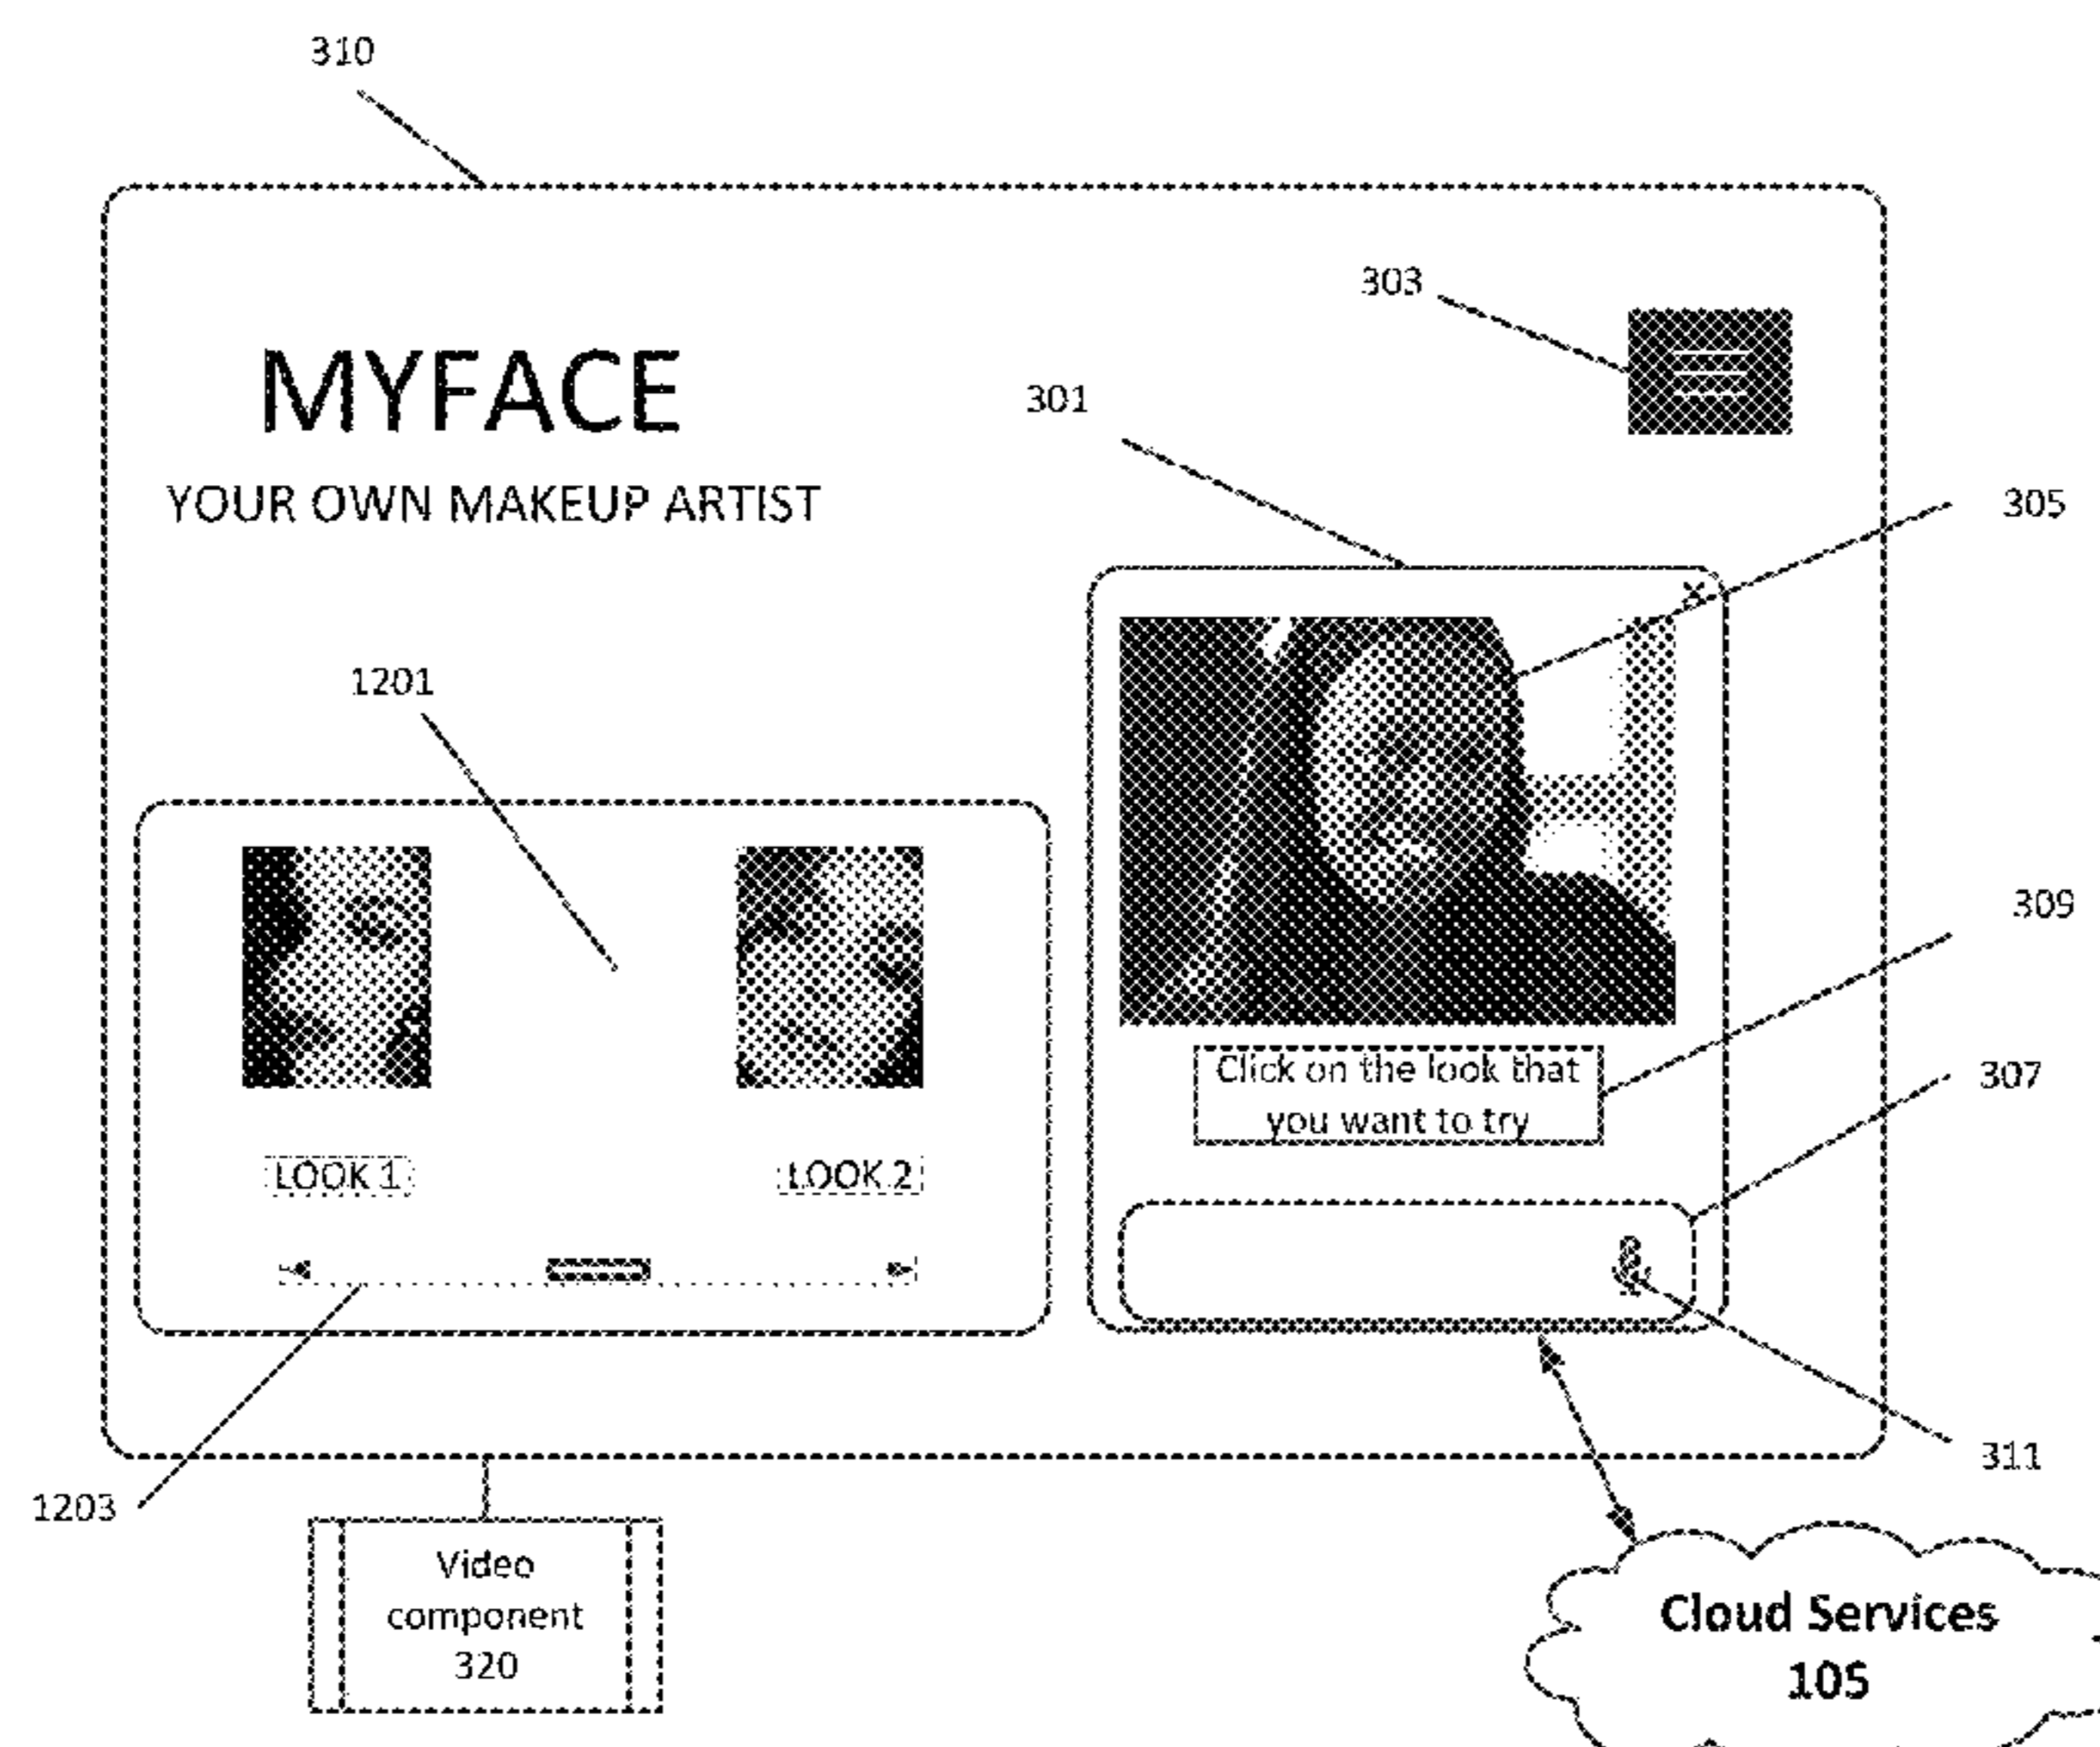 310
303
MYFACE
301
YOUR OWN MAKEUP ARTIST
305
X
1201
309
Click on the look that
you want to try
307
LOOK 1
LOOK 2
311
1203
Video
component
320
Cloud Services
105